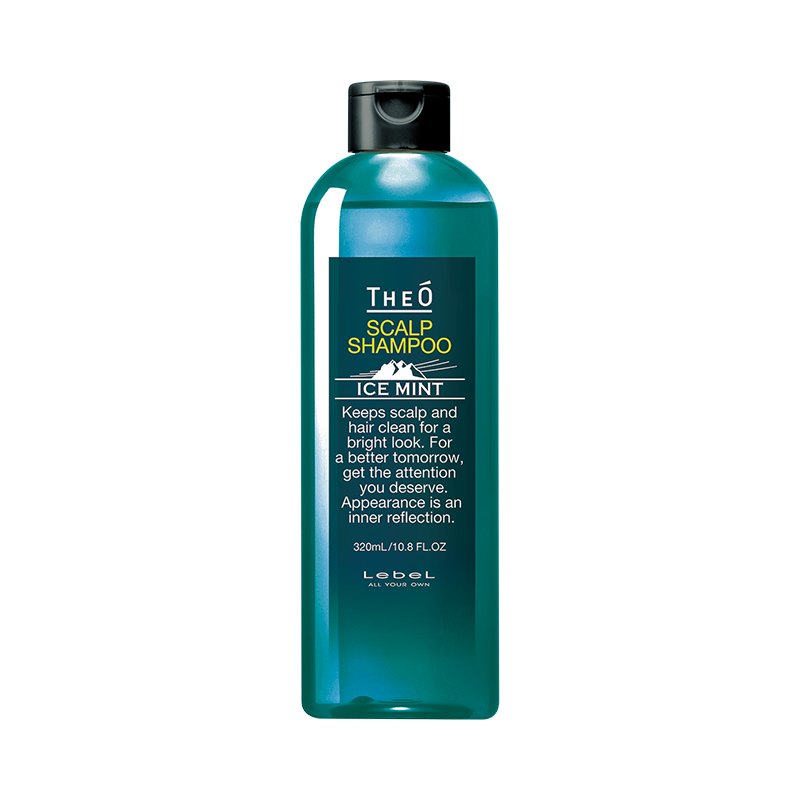 THEÓ
SCALP
SHAMPOO
ICE MINT
Keeps scalp and
hair clean for a
bright look. For
a better tomorrow,
get the attention
you deserve.
Appearance is an
inner reflection.
320mL/10.8 FL.OZ
LebeL
ALL YOUR OWN